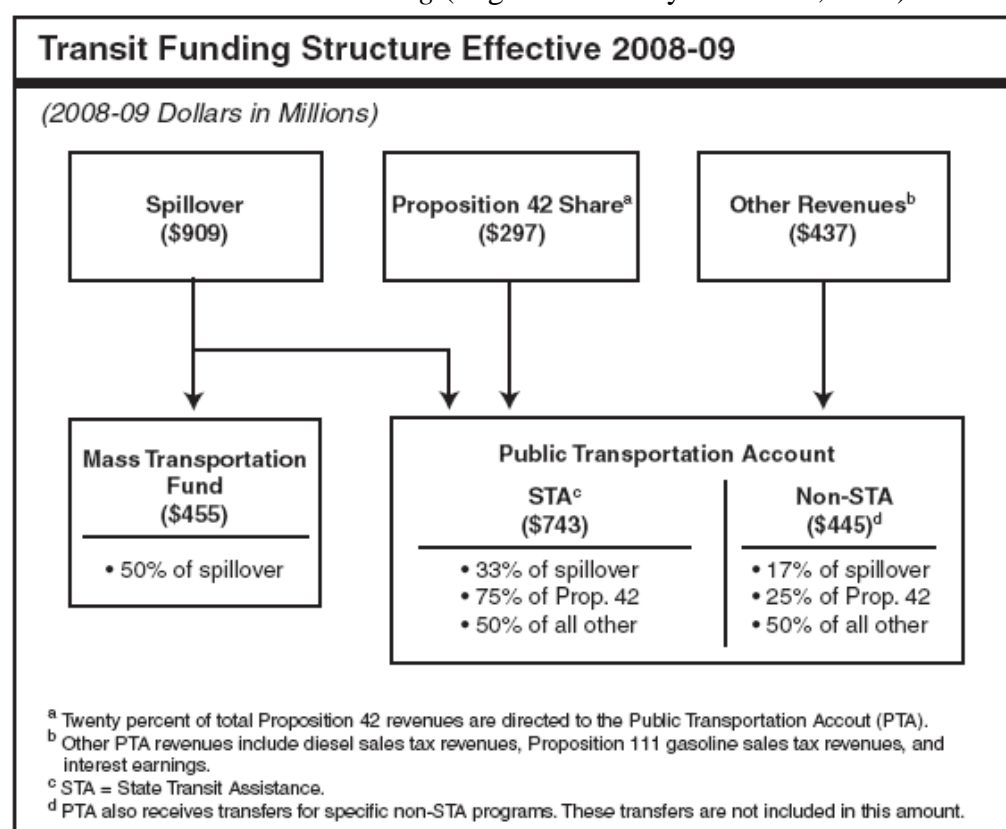 Transit Funding Structure Effective 2008-09
(2008-09 Dollars in Millions)
Spillover
($909)
Proposition 42 Shareᵃ
($297)
Other Revenuesᵇ
($437)
Mass Transportation
Fund
($455)
• 50% of spillover
Public Transportation Account
STAᶜ
($743)
• 33% of spillover
• 75% of Prop. 42
• 50% of all other
Non-STA
($445)ᵈ
• 17% of spillover
• 25% of Prop. 42
• 50% of all other
ᵃ Twenty percent of total Proposition 42 revenues are directed to the Public Transportation Accout (PTA).
ᵇ Other PTA revenues include diesel sales tax revenues, Proposition 111 gasoline sales tax revenues, and
interest earnings.
ᶜ STA = State Transit Assistance.
ᵈ PTA also receives transfers for specific non-STA programs. These transfers are not included in this amount.